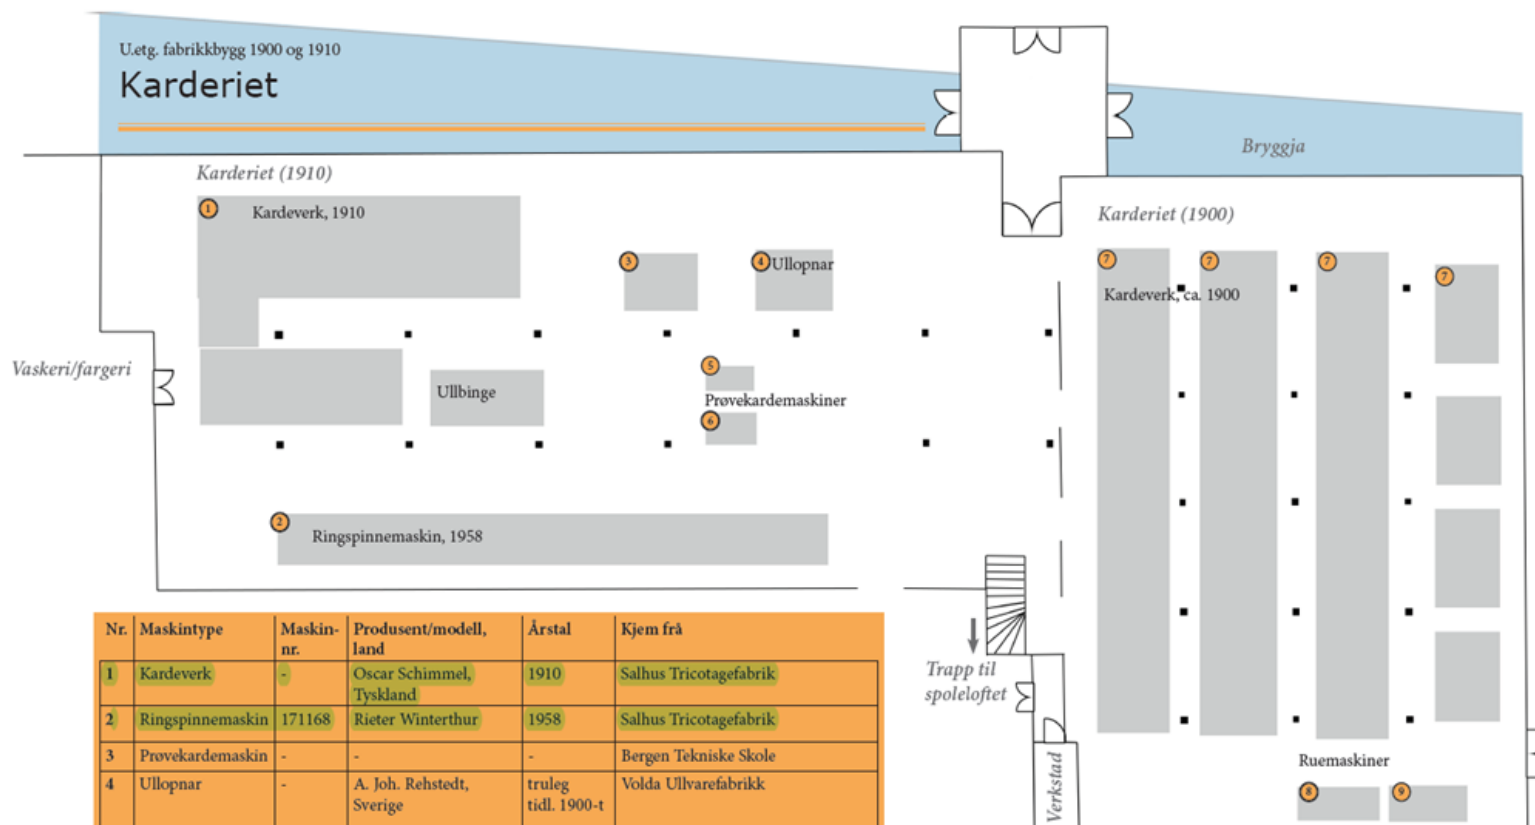 U.etg. fabrikkbygg 1900 og 1910
Karderiet
Bryggja
Karderiet (1910)
1
Kardeverk, 1910
3
4
Ullopnar
Karderiet (1900)
7
7
7
7
Kardeverk, ca. 1900
Vaskeri/fargeri
Ullbinge
5
Prøvekardemaskiner
6
2
Ringspinnemaskin, 1958
Trapp til
spoleloftet
Verkstad
Ruemaskiner
8
9
Nr. Maskintype Maskin-nr. Produsent/modell, land Årstal Kjem frå
1 Kardeverk - Oscar Schimmel, Tyskland 1910 Salhus Tricotagefabrik
2 Ringspinnemaskin 171168 Rieter Winterthur 1958 Salhus Tricotagefabrik
3 Prøvekardemaskin - - - Bergen Tekniske Skole
4 Ullopnar - A. Joh. Rehstedt, Sverige truleg tidl. 1900-t Volda Ullvarefabrikk